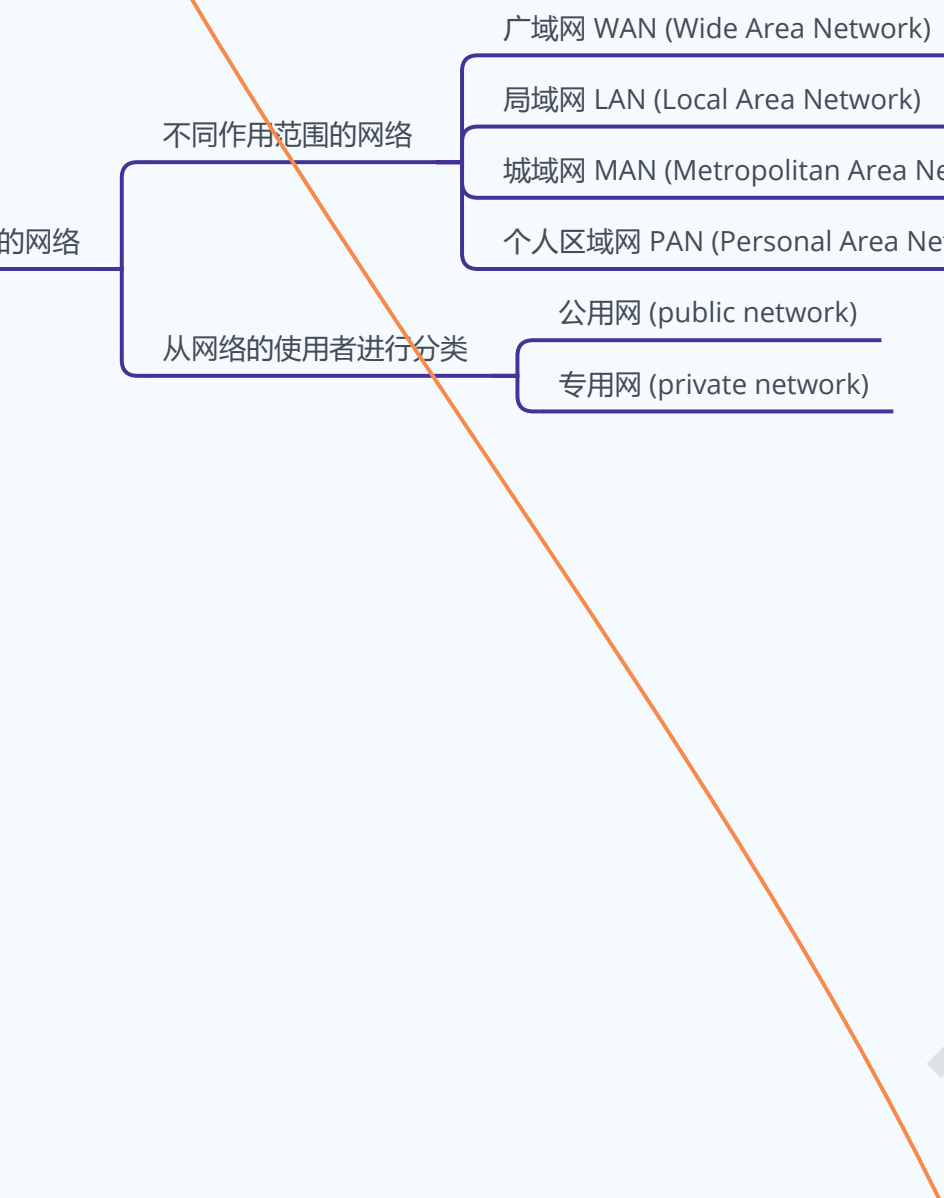 广域网 WAN (Wide Area Network)
局域网 LAN (Local Area Network)
不同作用范围的网络
城域网 MAN (Metropolitan Area
个人区域网 PAN (Personal Area
的网络
公用网 (public network)
从网络的使用者进行分类
专用网 (private network)